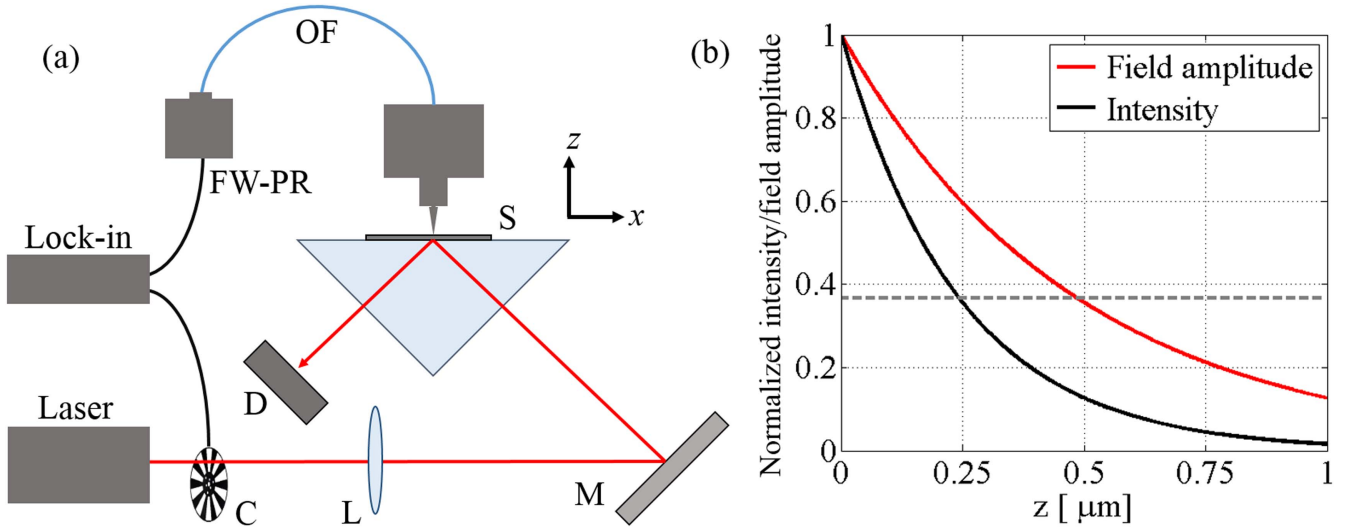 (a)
OF
FW-PR
Lock-in
z
x
S
D
Laser
C
L
M
(b)
Normalized intensity/field amplitude
1
0.8
0.6
0.4
0.2
0
Field amplitude
Intensity
0 0.25 0.5 0.75 1
z [ μm]